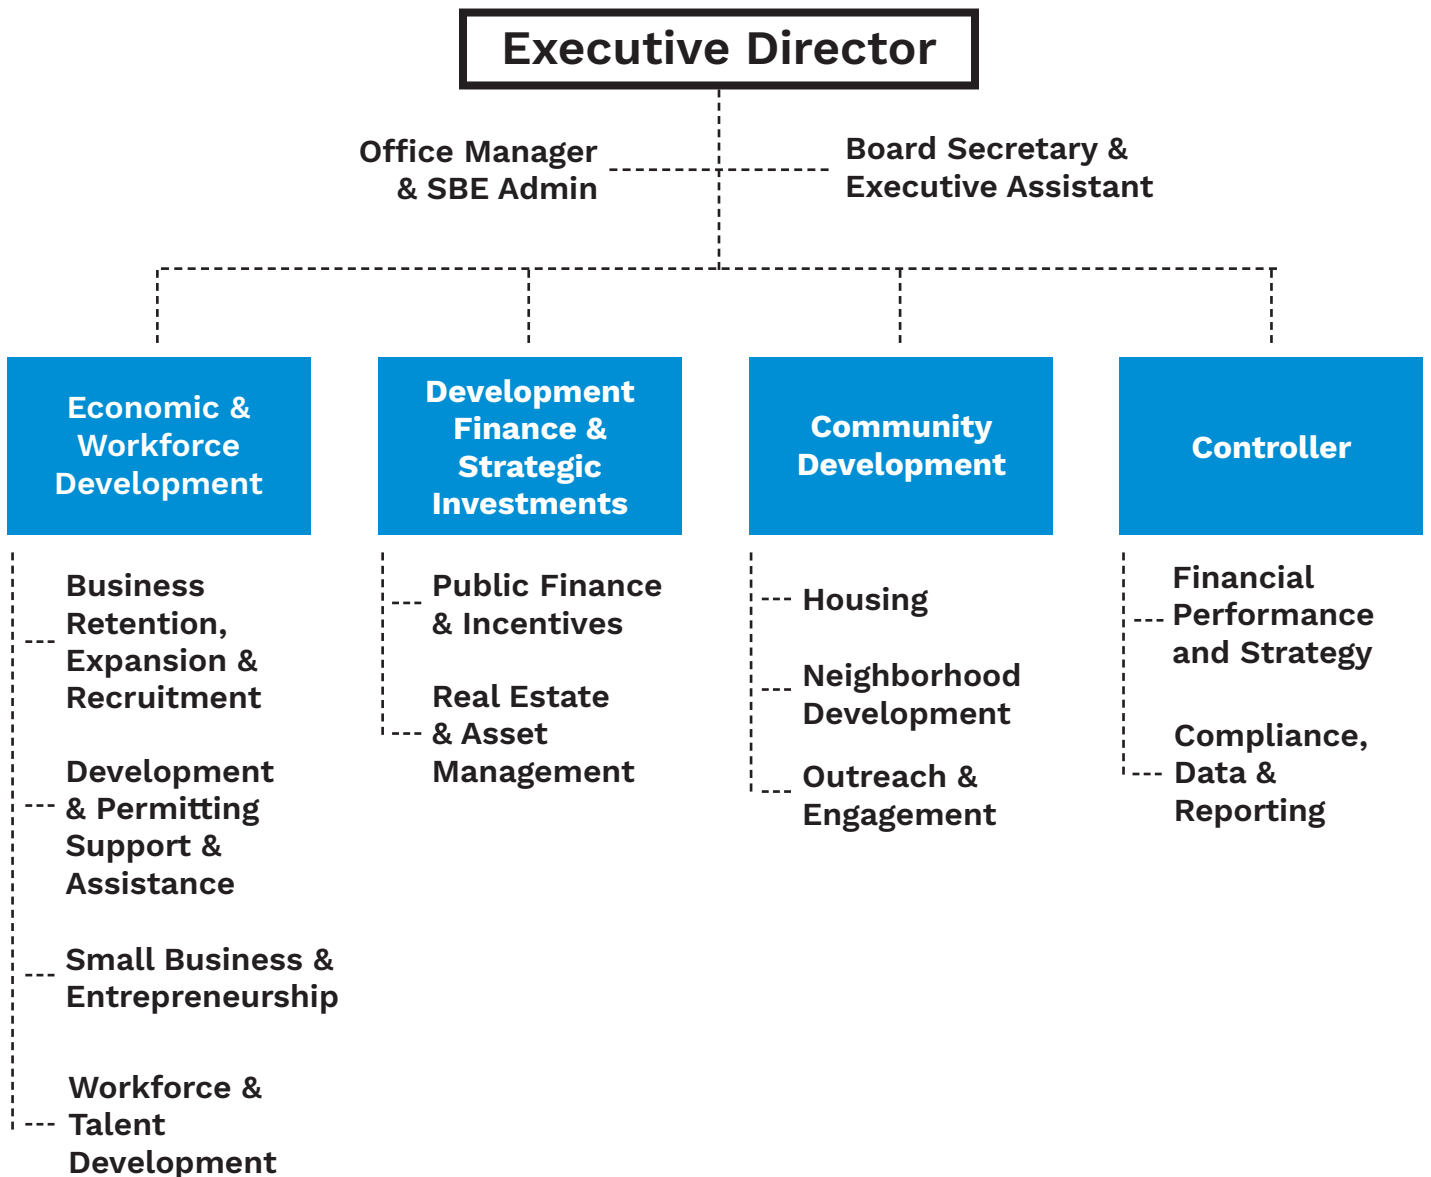 Executive Director
Office Manager
& SBE Admin
Board Secretary &
Executive Assistant
Economic &
Workforce
Development
Development
Finance &
Strategic
Investments
Community
Development
Controller
Business
Retention,
Expansion &
Recruitment
Development
& Permitting
Support &
Assistance
Small Business &
Entrepreneurship
Workforce &
Talent
Development
Public Finance
& Incentives
Real Estate
& Asset
Management
Housing
Neighborhood
Development
Outreach &
Engagement
Financial
Performance
and Strategy
Compliance,
Data &
Reporting